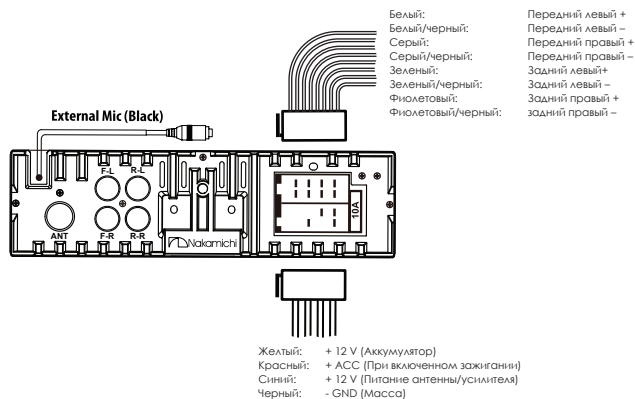 Белый: Передний левый +
Белый/черный: Передний левый –
Серый: Передний правый +
Серый/черный: Передний правый –
Зеленый: Задний левый+
Зеленый/черный: Задний левый –
Фиолетовый: Задний правый +
Фиолетовый/черный: задний правый –
External Mic (Black)
F-L R-L
ANT F-R R-R
Nakamichi
10A
Желтый: + 12 V (Аккумулятор)
Красный: + ACC (При включенном зажигании)
Синий: + 12 V (Питание антенны/усилителя)
Черный: - GND (Масса)